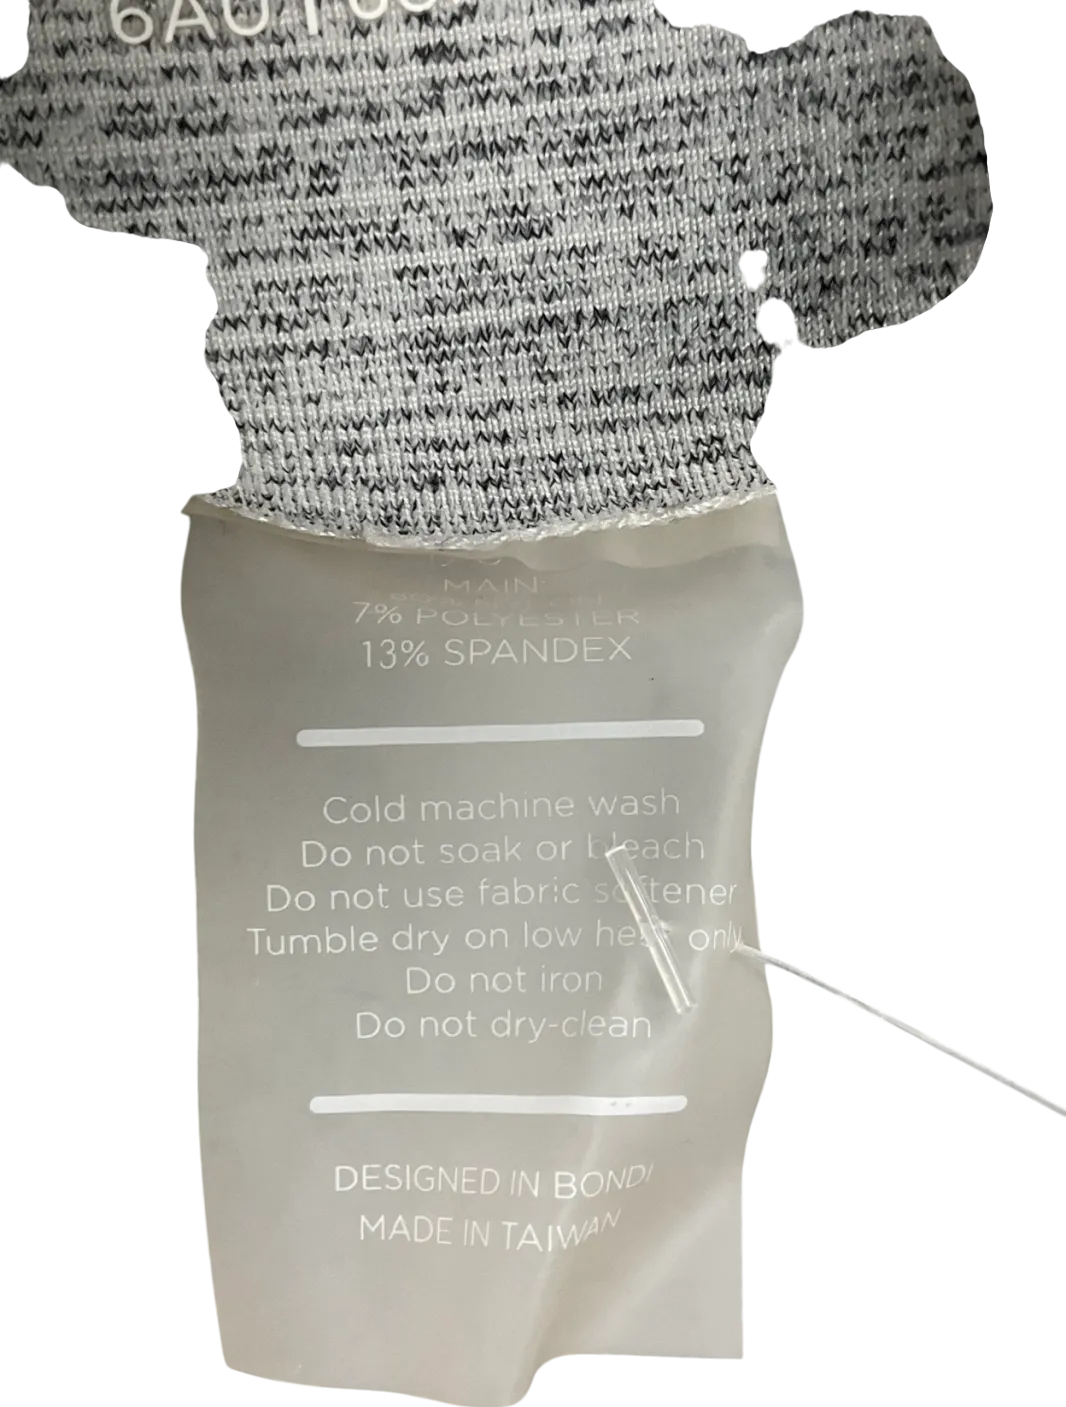 6AU
MAIN:
7% POLYESTER
13% SPANDEX
Cold machine wash
Do not soak or bleach
Do not use fabric softener
Tumble dry on low heat only
Do not iron
Do not dry-clean
DESIGNED IN BONDI
MADE IN TAIWAN